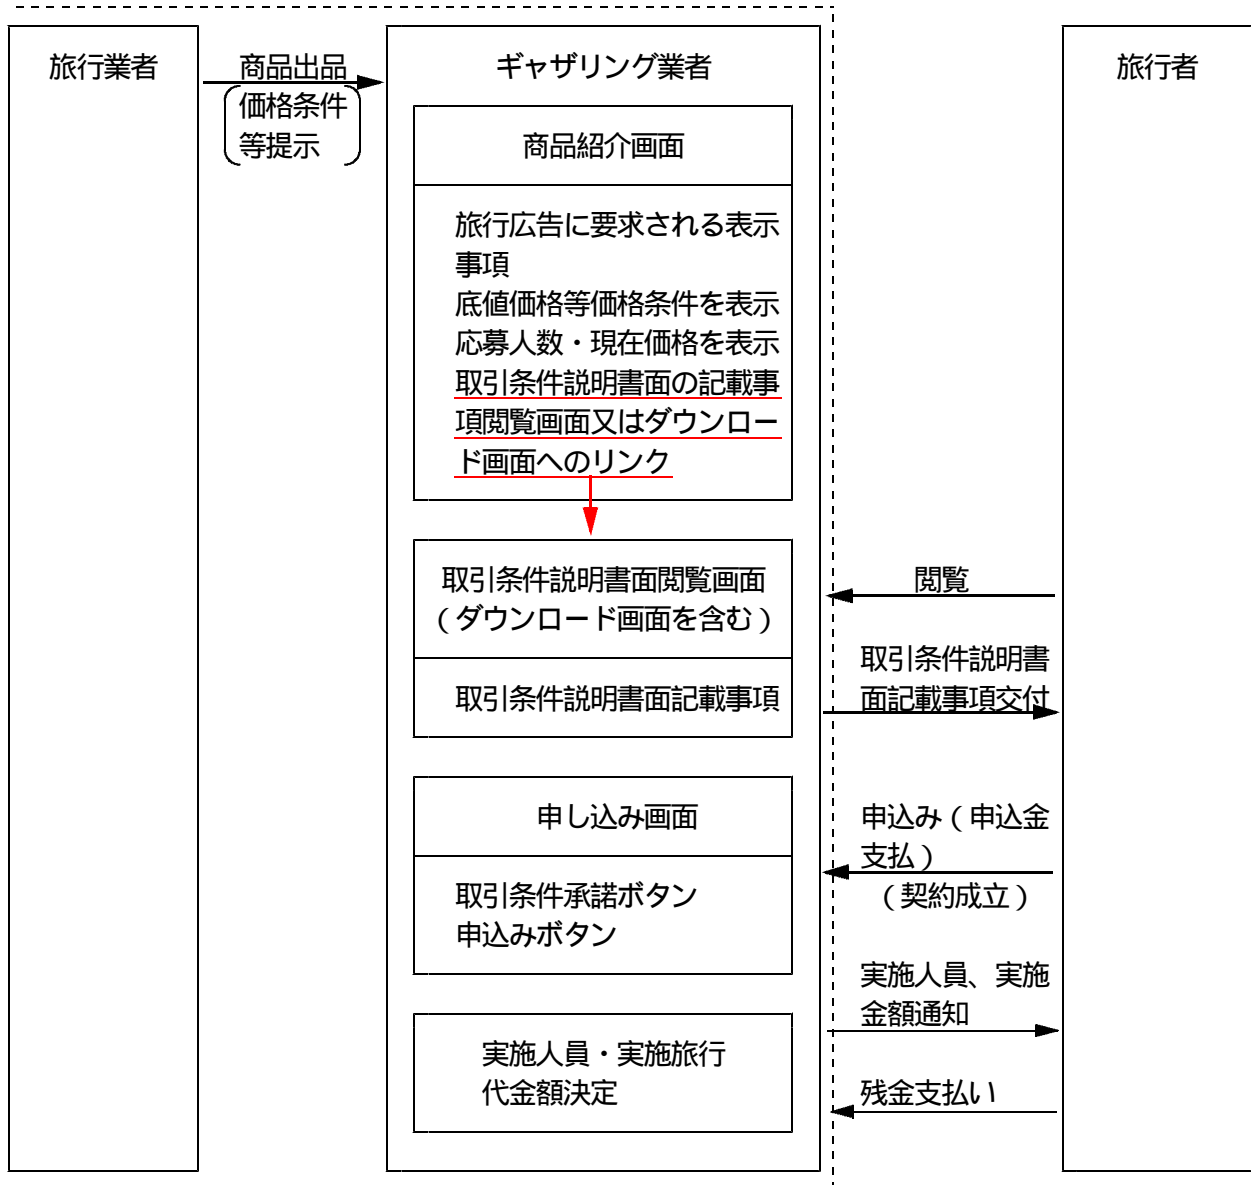 旅行業者
商品出品
価格条件
等提示
ギャザリング業者
商品紹介画面
旅行広告に要求される表示
事項
底値価格等価格条件を表示
応募人数・現在価格を表示
取引条件説明書面の記載事
項閲覧画面又はダウンロー
ド画面へのリンク
取引条件説明書面閲覧画面
(ダウンロード画面を含む)
取引条件説明書面記載事項
申し込み画面
取引条件承諾ボタン
申込みボタン
実施人員・実施旅行
代金額決定
閲覧
取引条件説明書
面記載事項交付
申込み(申込金
支払)
(契約成立)
実施人員、実施
金額通知
残金支払い
旅行者